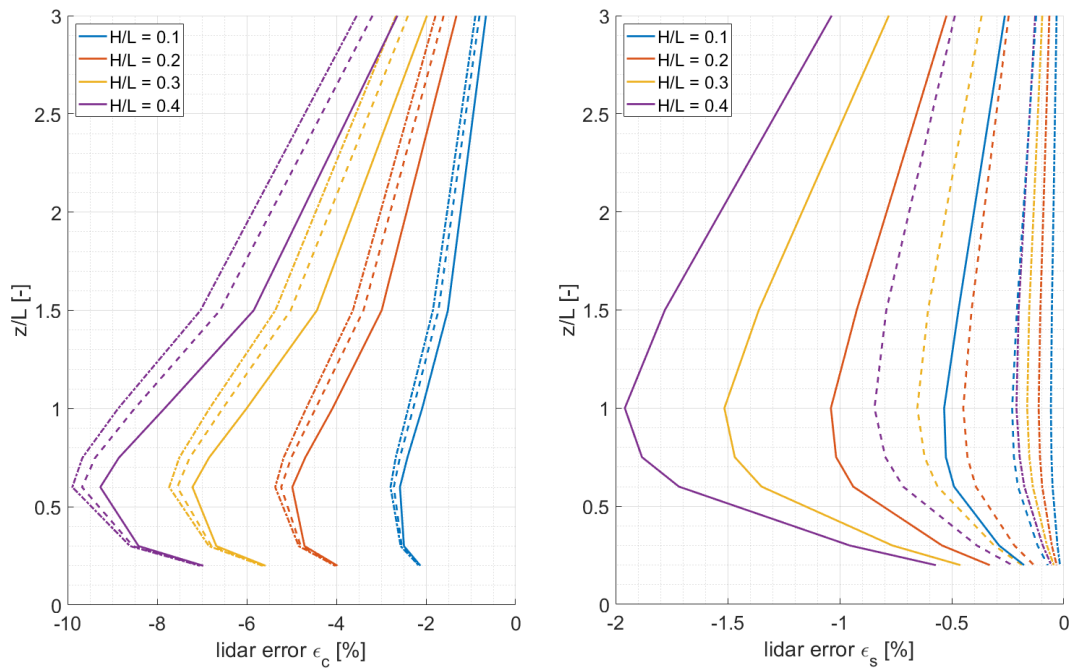 3
2.5
2
1.5
1
0.5
0
z/L [-]
H/L = 0.1
H/L = 0.2
H/L = 0.3
H/L = 0.4
-10
-8
-6
-4
-2
0
lidar error ϵ_c [%]
3
2.5
2
1.5
1
0.5
0
z/L [-]
H/L = 0.1
H/L = 0.2
H/L = 0.3
H/L = 0.4
-2
-1.5
-1
-0.5
0
lidar error ϵ_s [%]